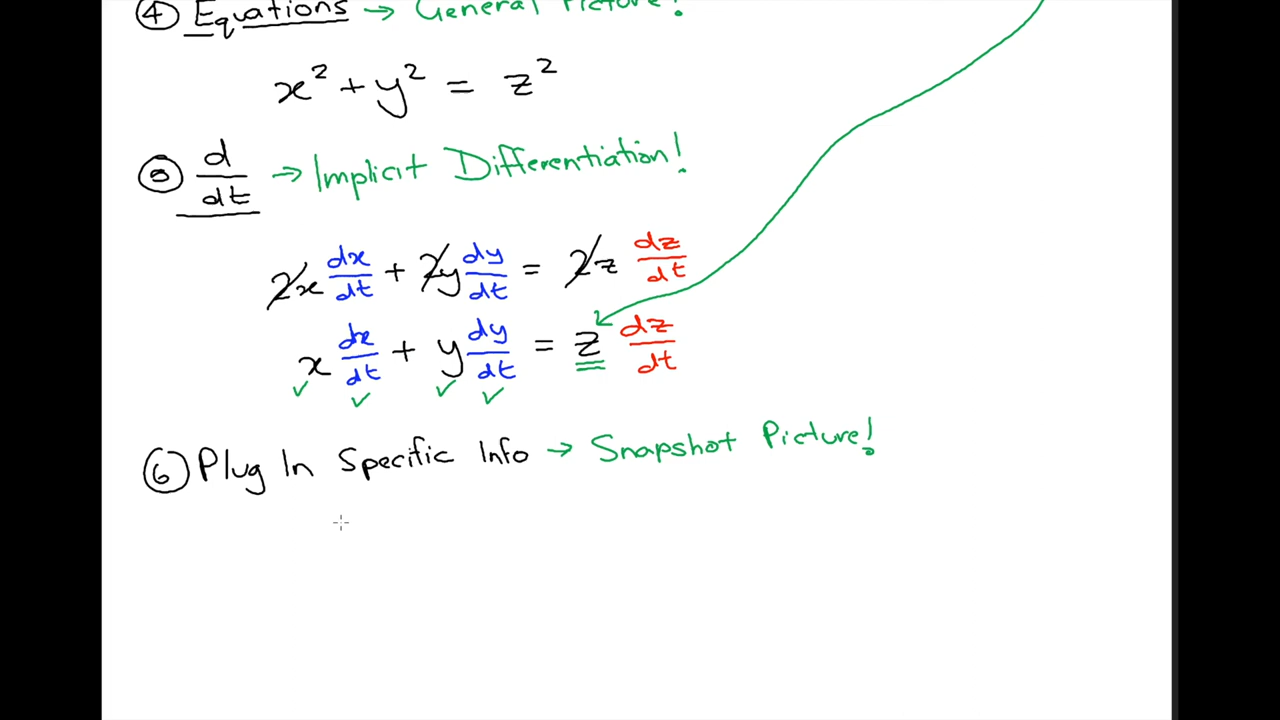 ④ Equations → General Picture!
x² + y² = z²
⑤ d/dt → Implicit Differentiation!
2x dx/dt + 2y dy/dt = 2z dz/dt
x dx/dt + y dy/dt = z dz/dt
⑥ Plug In Specific Info → Snapshot Picture!